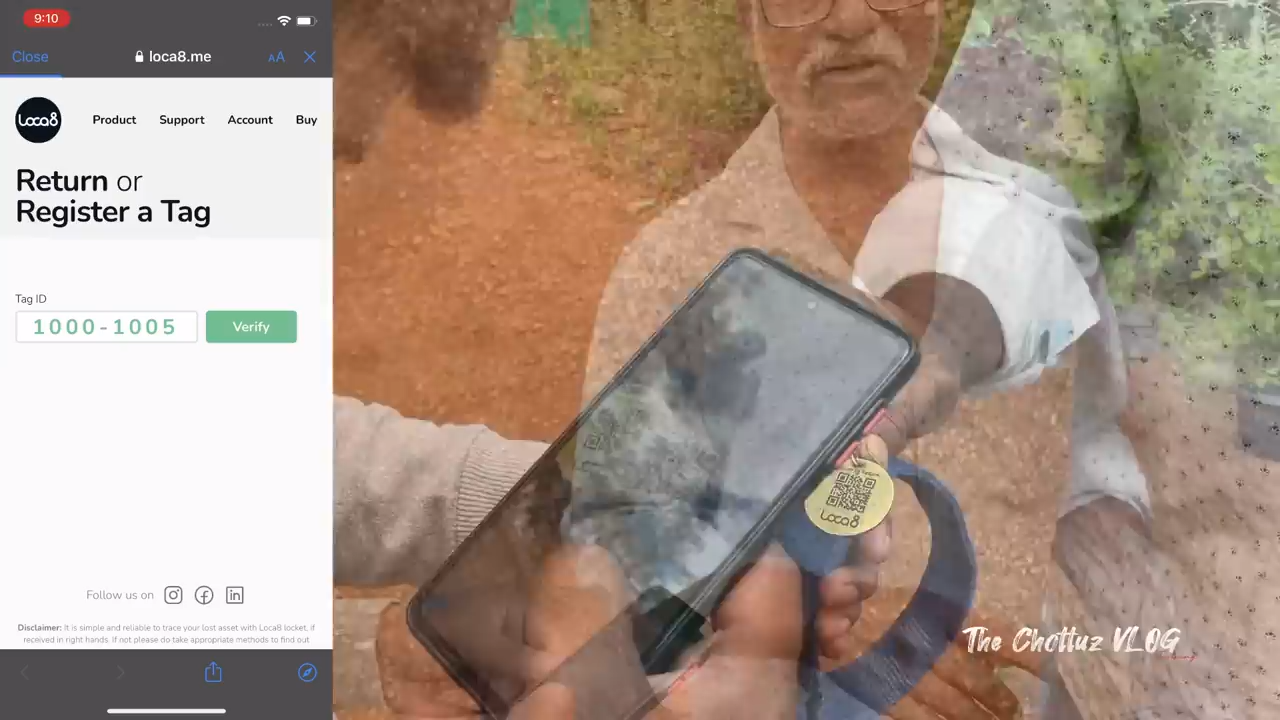 9:10
Close
loca8.me
AA
Loca8
Product
Support
Account
Buy
Return or
Register a Tag
Tag ID
1000-1005
Verify
Follow us on
Disclaimer: It is simple and reliable to trace your lost asset with Loca8 locket, if
received in right hands. If not please do take appropriate methods to find out
Loca8
The Chottuz VLOG